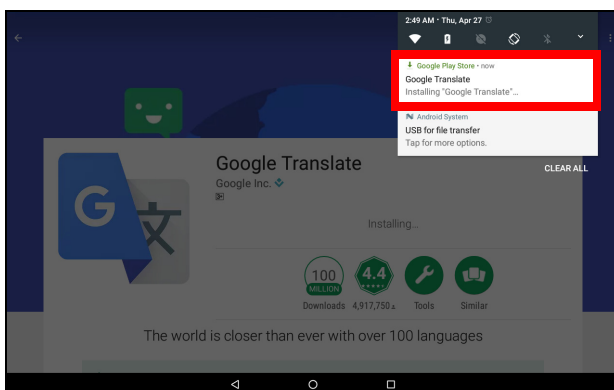 2:49 AM • Thu, Apr 27
Google Play Store • now
Google Translate
Installing "Google Translate"...
Android System
USB for file transfer
Tap for more options.
CLEAR ALL
Google Translate
Google Inc.
Installing...
G
文
100
MILLION
4.4
Downloads
4,917,750
Tools
Similar
The world is closer than ever with over 100 languages